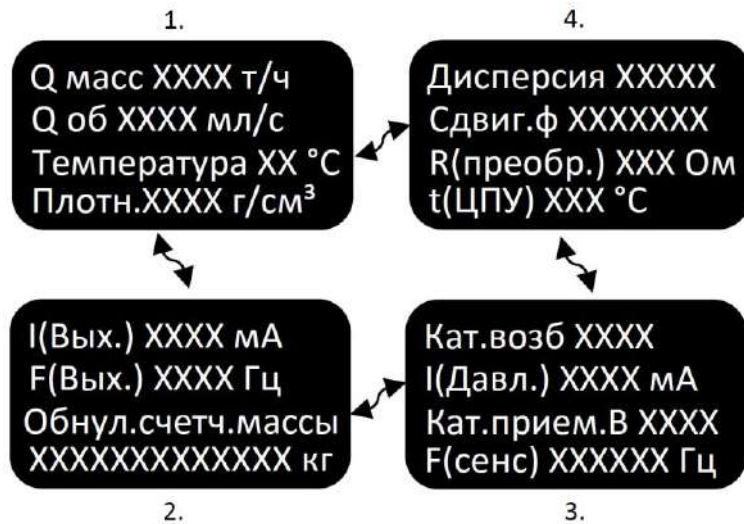 1.
Q масс XXXX т/ч
Q об XXXX мл/с
Температура XX °C
Плотн.XXXX г/см³
4.
Дисперсия XXXXX
Сдвиг.ф XXXXXXX
R(преобр.) XXX Ом
t(ЦПУ) XXX °C
I(Вых.) XXXX мА
F(Вых.) XXXX Гц
Обнул.счетч.массы
XXXXXXXXXXXXX кг
2.
Кат.возб XXXX
I(Давл.) XXXX мА
Кат.прием.В XXXX
F(сенс) XXXXXX Гц
3.